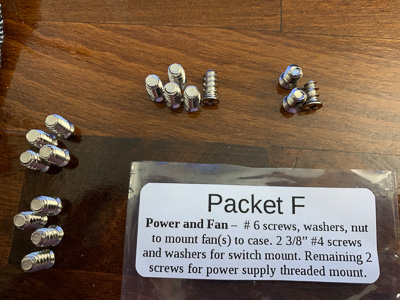 Packet F
Power and Fan – # 6 screws, washers, nut
to mount fan(s) to case. 2 3/8” #4 screws
and washers for switch mount. Remaining 2
screws for power supply threaded mount.